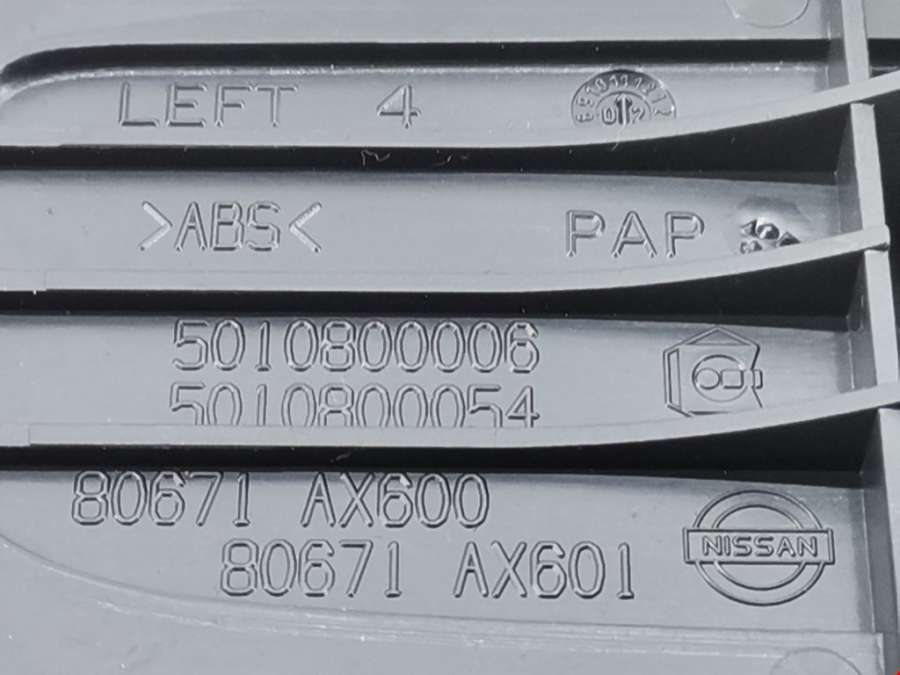 LEFT 4
>ABS< PAP
5010800006
5010800054
80671 AX600
80671 AX601
NISSAN